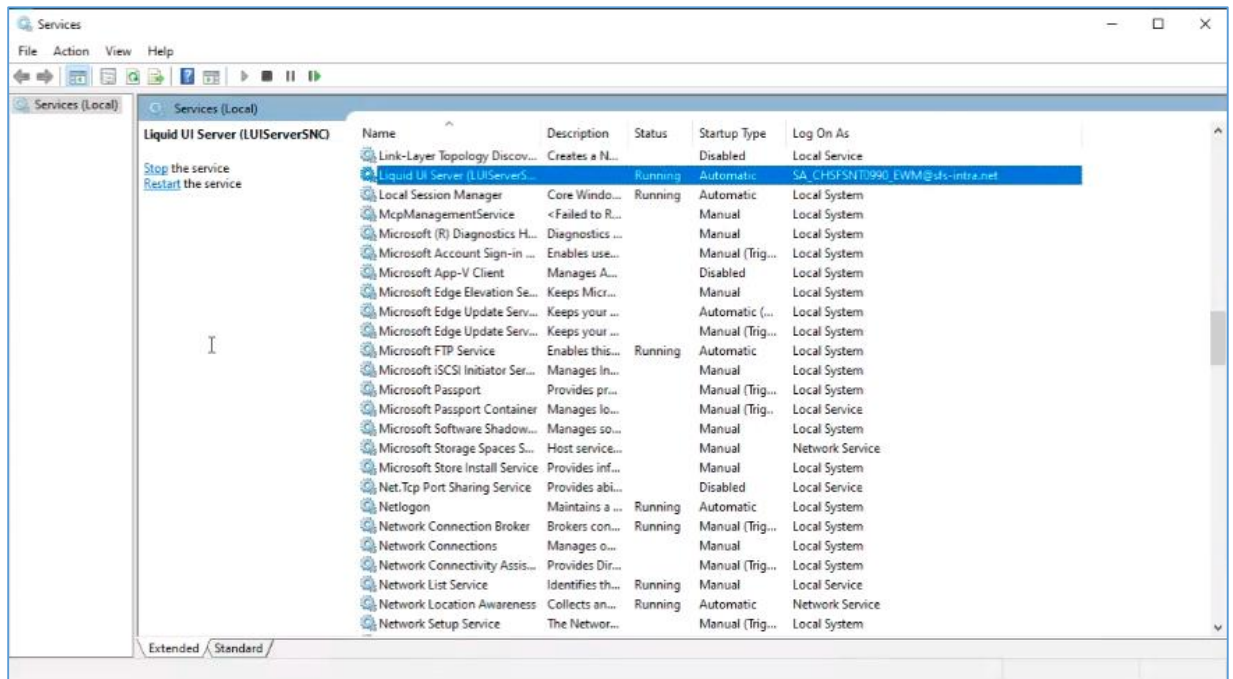 Services
File Action View Help
Services (Local)
Services (Local)
Liquid UI Server (LUIServerSNC)
Stop the service
Restart the service
Name Description Status Startup Type Log On As
Link-Layer Topology Discov... Creates a N... Disabled Local Service
Liquid UI Server (LUIServerS... Running Automatic SA_CHSFSNT0990_EWM@sfs-intra.net
Local Session Manager Core Windo... Running Automatic Local System
McpManagementService <Failed to R... Manual Local System
Microsoft (R) Diagnostics H... Diagnostics ... Manual Local System
Microsoft Account Sign-in ... Enables use... Manual (Trig... Local System
Microsoft App-V Client Manages A... Disabled Local System
Microsoft Edge Elevation Se... Keeps Micr... Manual Local System
Microsoft Edge Update Serv... Keeps your ... Automatic (... Local System
Microsoft Edge Update Serv... Keeps your ... Manual (Trig... Local System
Microsoft FTP Service Enables this... Running Automatic Local System
Microsoft iSCSI Initiator Ser... Manages In... Manual Local System
Microsoft Passport Provides pr... Manual (Trig... Local System
Microsoft Passport Container Manages lo... Manual (Trig.. Local Service
Microsoft Software Shadow... Manages so... Manual Local System
Microsoft Storage Spaces S... Host service... Manual Network Service
Microsoft Store Install Service Provides inf... Manual Local System
Net.Tcp Port Sharing Service Provides abi... Disabled Local Service
Netlogon Maintains a ... Running Automatic Local System
Network Connection Broker Brokers con... Running Manual (Trig... Local System
Network Connections Manages o... Manual Local System
Network Connectivity Assis... Provides Dir... Manual (Trig... Local System
Network List Service Identifies th... Running Manual Local Service
Network Location Awareness Collects an... Running Automatic Network Service
Network Setup Service The Networ... Manual (Trig... Local System
Extended Standard